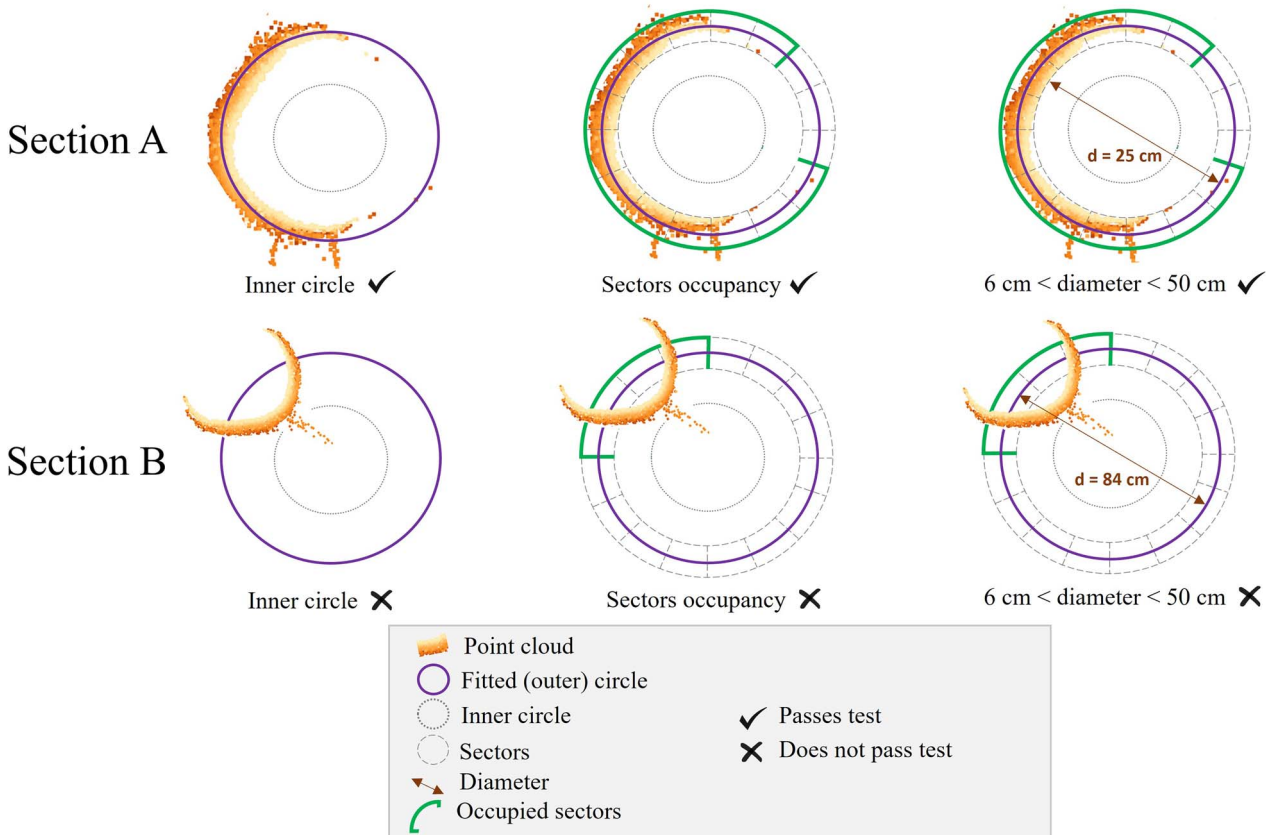 Section A
d = 25 cm
Inner circle ✓
Sectors occupancy ✓
6 cm < diameter < 50 cm ✓
Section B
d = 84 cm
Inner circle ✗
Sectors occupancy ✗
6 cm < diameter < 50 cm ✗
Point cloud
Fitted (outer) circle
Inner circle
✓ Passes test
Sectors
✗ Does not pass test
Diameter
Occupied sectors